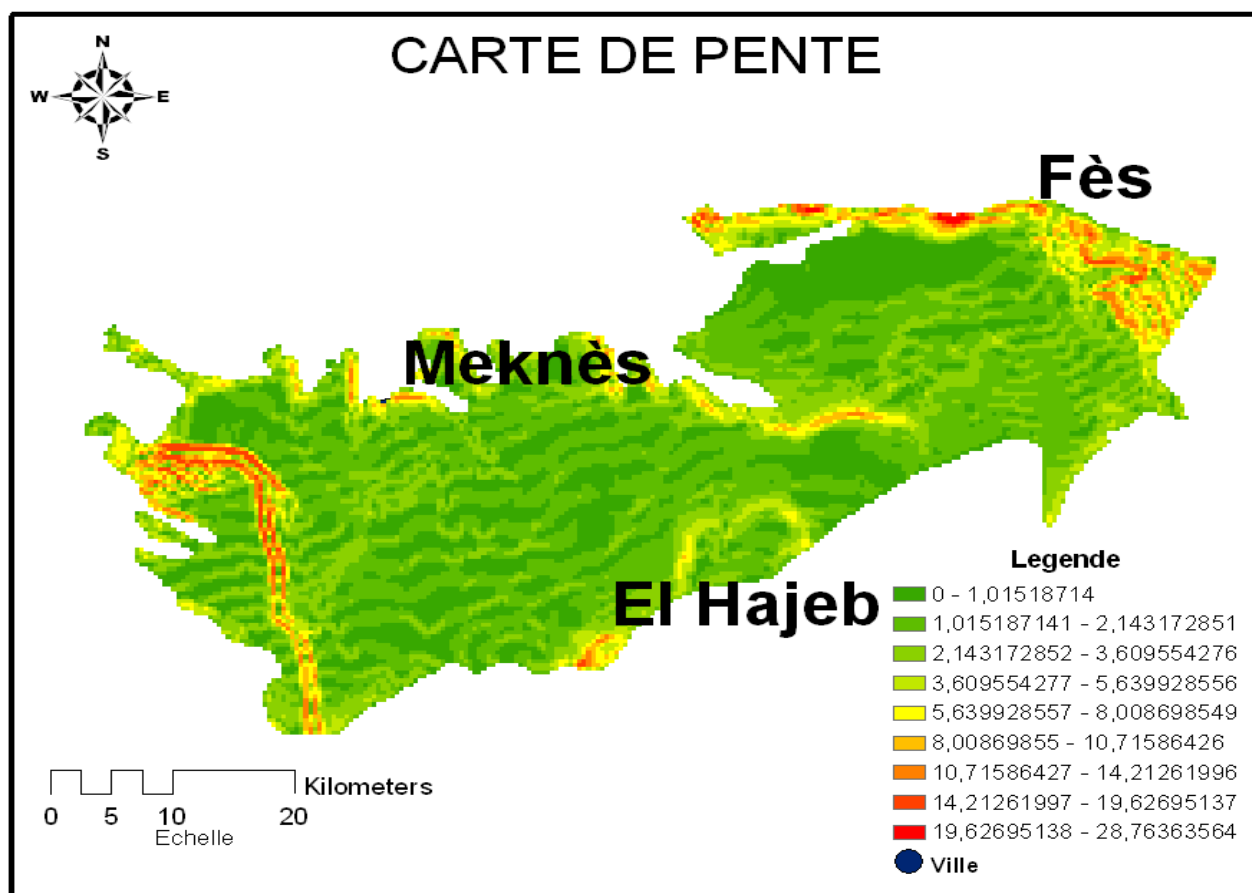 CARTE DE PENTE
N
W E
S
Fès
Meknès
El Hajeb
Legende
0 - 1,01518714
1,015187141 - 2,143172851
2,143172852 - 3,609554276
3,609554277 - 5,639928556
5,639928557 - 8,008698549
8,00869855 - 10,71586426
10,71586427 - 14,21261996
14,21261997 - 19,62695137
19,62695138 - 28,76363564
Ville
Kilometers
0 5 10 20
Echelle